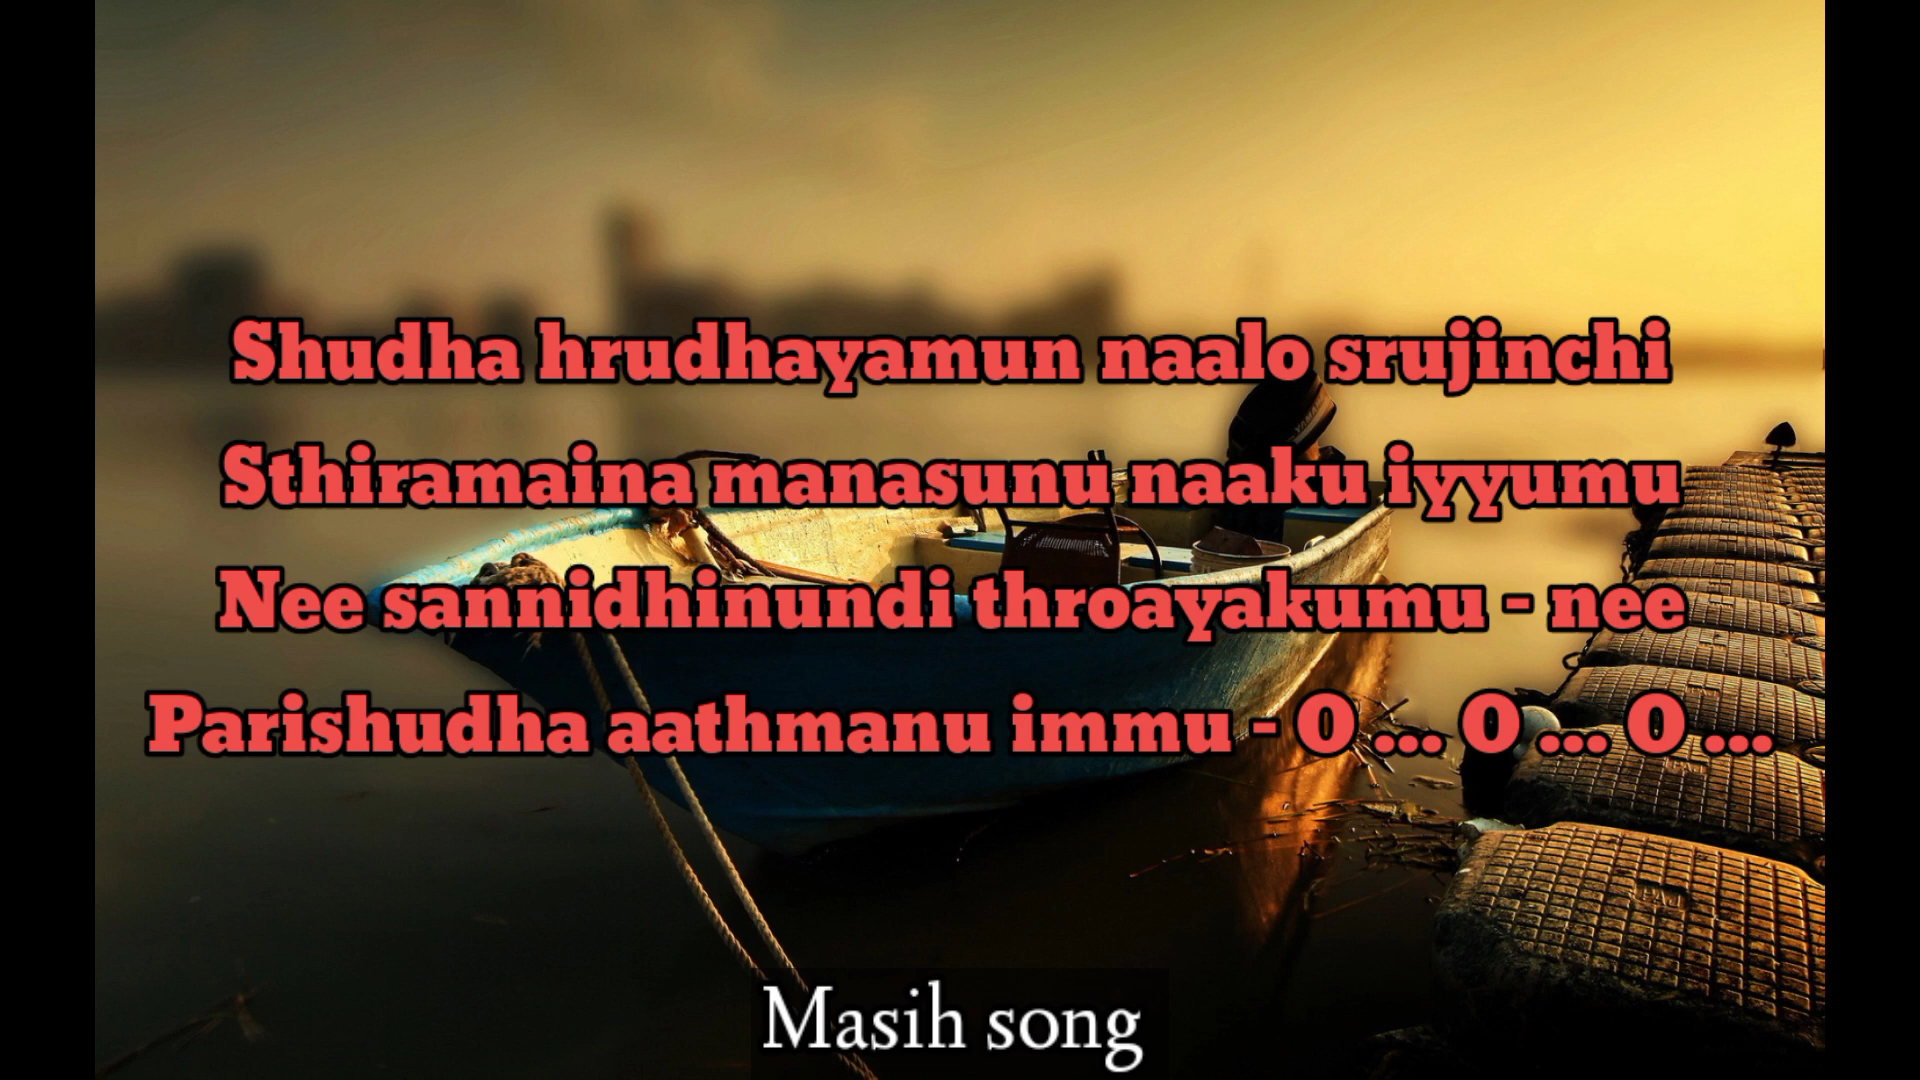 Shudha hrudhayamun naalo srujinchi
Sthiramaina manasunu naaku iyyumu
Nee sannidhinundi throayakumu - nee
Parishudha aathmanu immu - O ... O ... O ...
Masih song